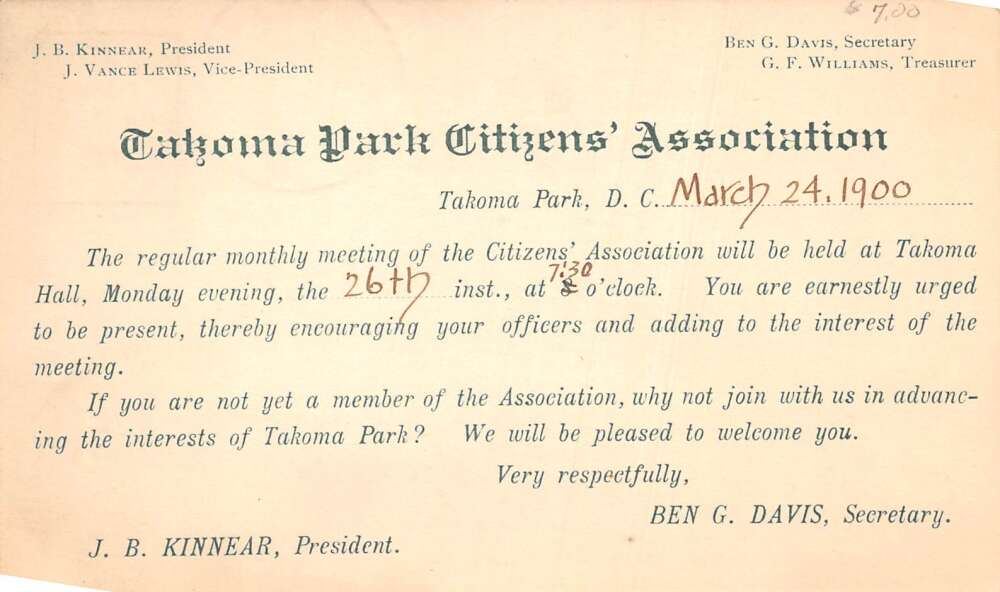 $ 7.00
J. B. KINNEAR, President
J. VANCE LEWIS, Vice-President
BEN G. DAVIS, Secretary
G. F. WILLIAMS, Treasurer
Takoma Park Citizens' Association
Takoma Park, D. C. March 24, 1900
The regular monthly meeting of the Citizens' Association will be held at Takoma
Hall, Monday evening, the 26th inst., at 8 7:30 o'clock. You are earnestly urged
to be present, thereby encouraging your officers and adding to the interest of the
meeting.
If you are not yet a member of the Association, why not join with us in advanc-
ing the interests of Takoma Park? We will be pleased to welcome you.
Very respectfully,
BEN G. DAVIS, Secretary.
J. B. KINNEAR, President.